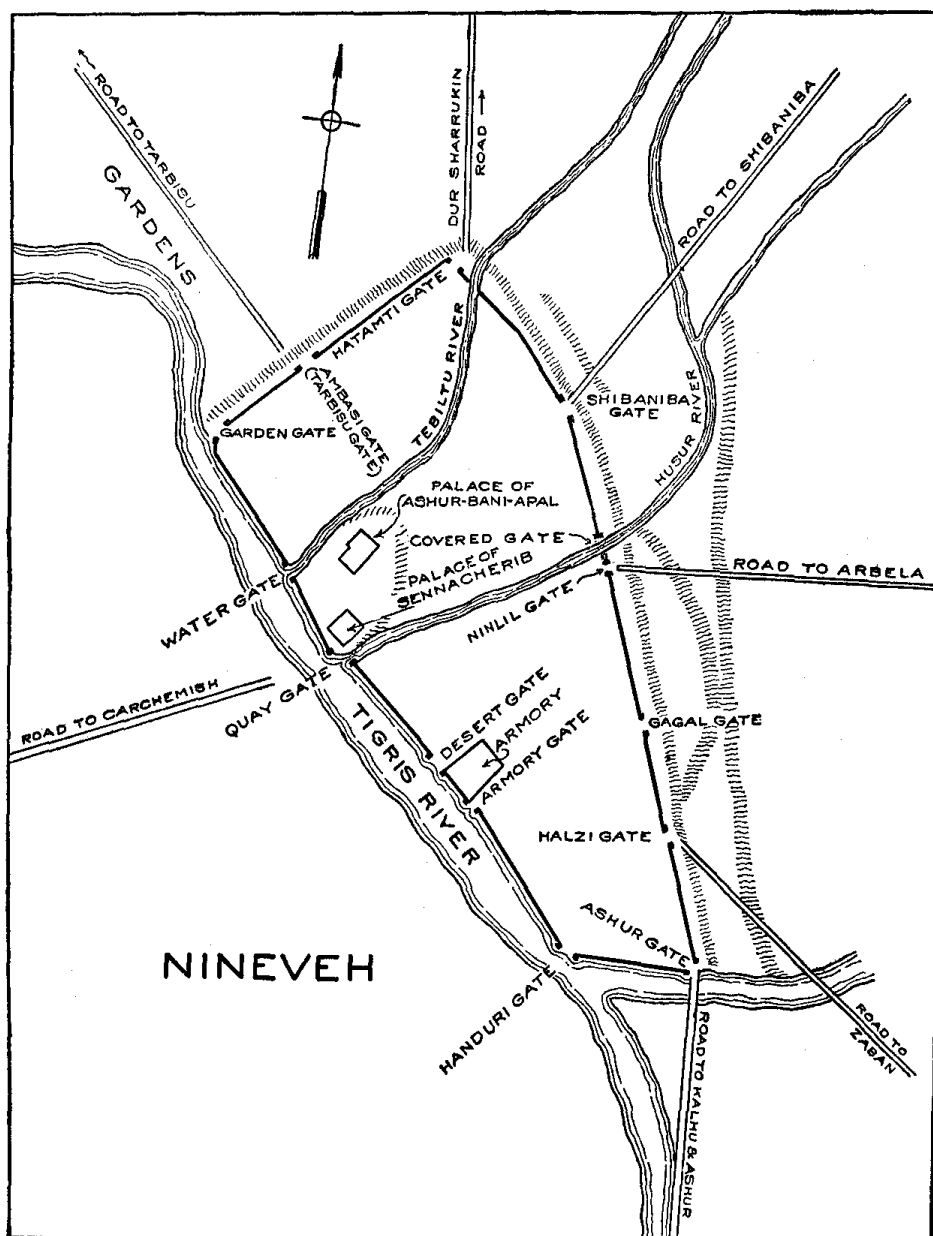 ROAD TO TARBISU
GARDENS
DUR SHARRUKIN
ROAD
ROAD TO SHIBANIBA
HATAMTI GATE
AMBASI GATE
(TARBISU GATE)
GARDEN GATE
TEBILTU RIVER
SHIBANIBA
GATE
HUSUR RIVER
PALACE OF
ASHUR-BANI-APAL
COVERED GATE
PALACE OF
SENNACHERIB
WATER GATE
NINLIL GATE
ROAD TO ARBELA
QUAY GATE
ROAD TO CARCHEMISH
TIGRIS RIVER
DESERT GATE
ARMORY
ARMORY GATE
GAGAL GATE
HALZI GATE
ASHUR GATE
NINEVEH
HANDURI GATE
ROAD TO KALHU & ASHUR
ROAD TO
ZABAN